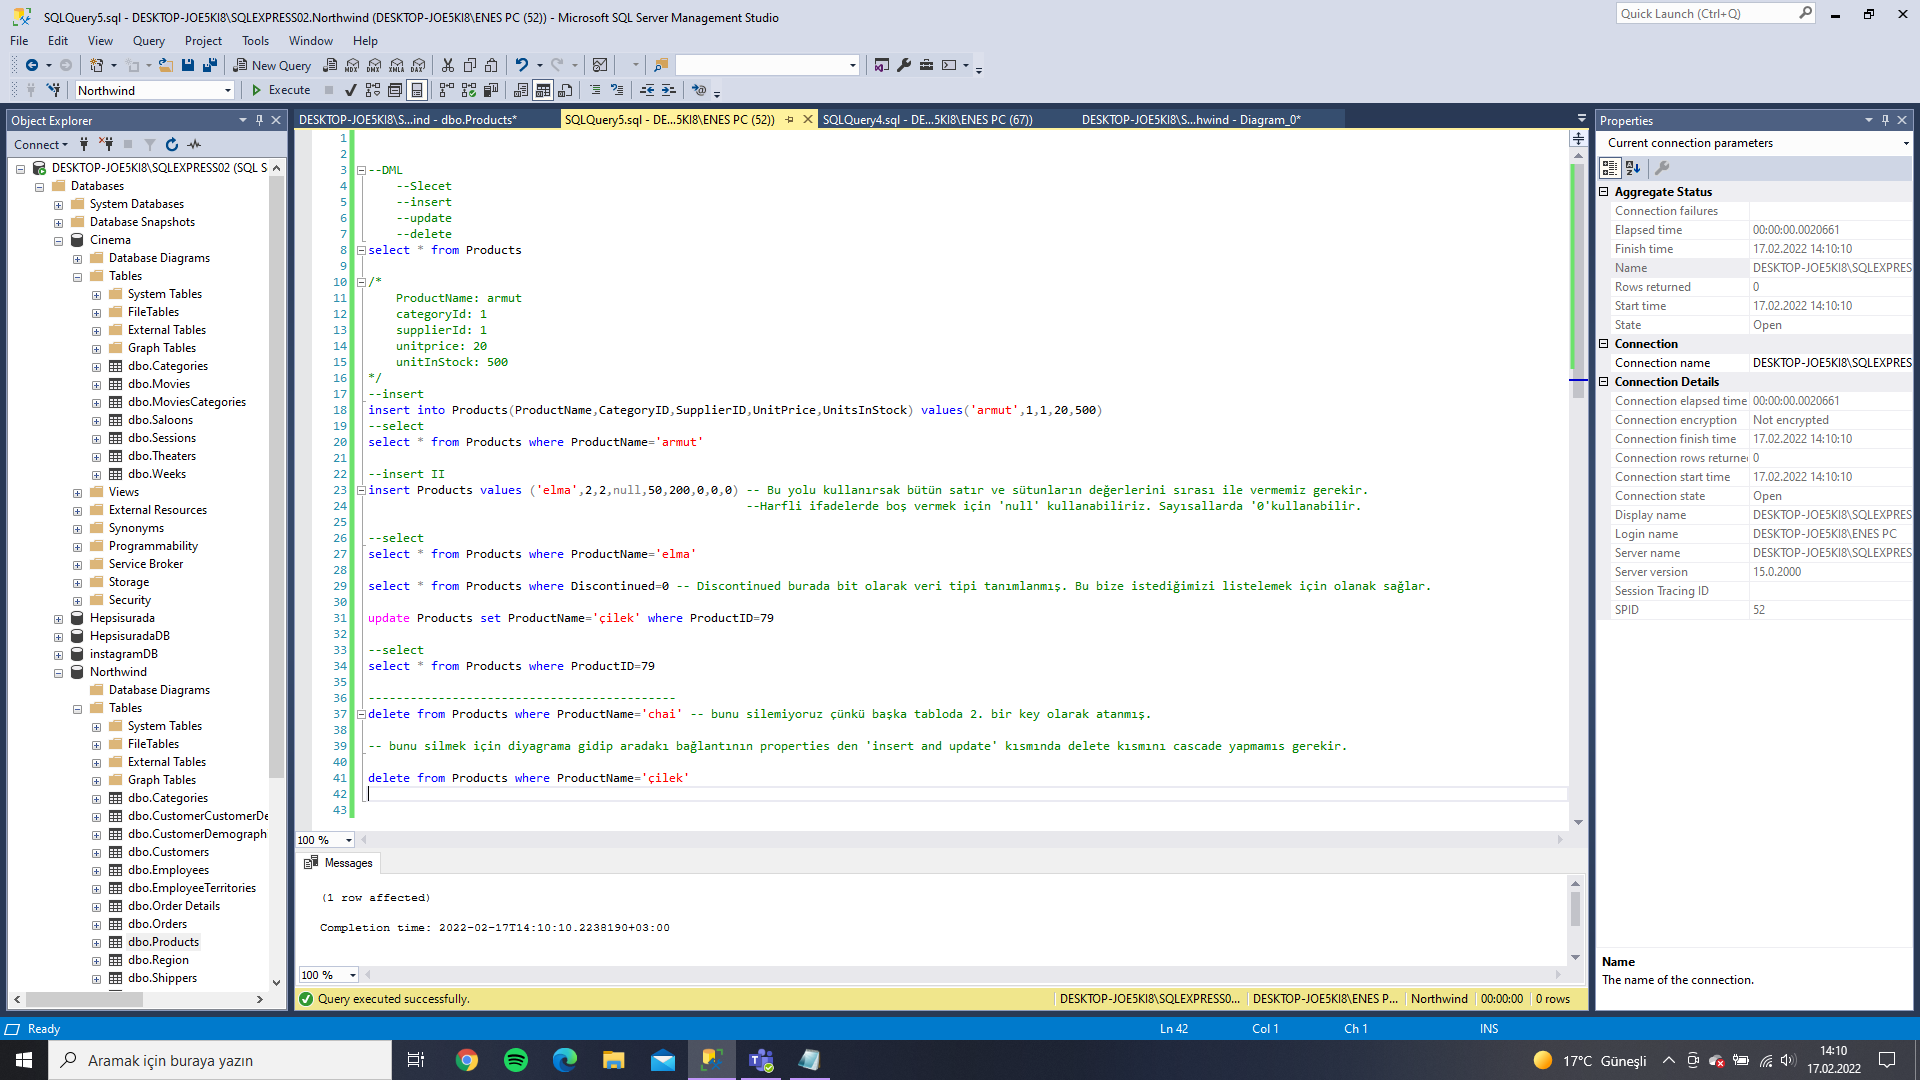 SQLQuery5.sql - DESKTOP-JOE5KI8\SQLEXPRESS02.Northwind (DESKTOP-JOE5KI8\ENES PC (52)) - Microsoft SQL Server Management Studio
Quick Launch (Ctrl+Q)
File Edit View Query Project Tools Window Help
New Query
Northwind
Execute
Object Explorer
Connect
DESKTOP-JOE5KI8\SQLEXPRESS02 (SQL S
Databases
System Databases
Database Snapshots
Cinema
Database Diagrams
Tables
System Tables
FileTables
External Tables
Graph Tables
dbo.Categories
dbo.Movies
dbo.MoviesCategories
dbo.Saloons
dbo.Sessions
dbo.Theaters
dbo.Weeks
Views
External Resources
Synonyms
Programmability
Service Broker
Storage
Security
Hepsisurada
HepsisuradaDB
instagramDB
Northwind
Database Diagrams
Tables
System Tables
FileTables
External Tables
Graph Tables
dbo.Categories
dbo.CustomerCustomerDe
dbo.CustomerDemograph
dbo.Customers
dbo.Employees
dbo.EmployeeTerritories
dbo.Order Details
dbo.Orders
dbo.Products
dbo.Region
dbo.Shippers
DESKTOP-JOE5KI8\S...ind - dbo.Products*
SQLQuery5.sql - DE...5KI8\ENES PC (52))
SQLQuery4.sql - DE...5KI8\ENES PC (67))
DESKTOP-JOE5KI8\S...hwind - Diagram_0*
1
2
3 --DML
4 --Slecet
5 --insert
6 --update
7 --delete
8 select * from Products
9
10 /*
11 ProductName: armut
12 categoryId: 1
13 supplierId: 1
14 unitprice: 20
15 unitInStock: 500
16 */
17 --insert
18 insert into Products(ProductName,CategoryID,SupplierID,UnitPrice,UnitsInStock) values('armut',1,1,20,500)
19 --select
20 select * from Products where ProductName='armut'
21
22 --insert II
23 insert Products values ('elma',2,2,null,50,200,0,0,0) -- Bu yolu kullanırsak bütün satır ve sütunların değerlerini sırası ile vermemiz gerekir.
24 --Harfli ifadelerde boş vermek için 'null' kullanabiliriz. Sayısallarda '0'kullanabilir.
25
26 --select
27 select * from Products where ProductName='elma'
28
29 select * from Products where Discontinued=0 -- Discontinued burada bit olarak veri tipi tanımlanmış. Bu bize istediğimizi listelemek için olanak sağlar.
30
31 update Products set ProductName='çilek' where ProductID=79
32
33 --select
34 select * from Products where ProductID=79
35
36 --------------------------------------------
37 delete from Products where ProductName='chai' -- bunu silemiyoruz çünkü başka tabloda 2. bir key olarak atanmış.
38
39 -- bunu silmek için diyagrama gidip aradakı bağlantının properties den 'insert and update' kısmında delete kısmını cascade yapmamıs gerekir.
40
41 delete from Products where ProductName='çilek'
42
43
100 %
Messages
(1 row affected)
Completion time: 2022-02-17T14:10:10.2238190+03:00
100 %
Query executed successfully.
DESKTOP-JOE5KI8\SQLEXPRESS0... DESKTOP-JOE5KI8\ENES P... Northwind 00:00:00 0 rows
Properties
Current connection parameters
Aggregate Status
Connection failures
Elapsed time 00:00:00.0020661
Finish time 17.02.2022 14:10:10
Name DESKTOP-JOE5KI8\SQLEXPRES
Rows returned 0
Start time 17.02.2022 14:10:10
State Open
Connection
Connection name DESKTOP-JOE5KI8\SQLEXPRES
Connection Details
Connection elapsed time 00:00:00.0020661
Connection encryption Not encrypted
Connection finish time 17.02.2022 14:10:10
Connection rows returne 0
Connection start time 17.02.2022 14:10:10
Connection state Open
Display name DESKTOP-JOE5KI8\SQLEXPRES
Login name DESKTOP-JOE5KI8\ENES PC
Server name DESKTOP-JOE5KI8\SQLEXPRES
Server version 15.0.2000
Session Tracing ID
SPID 52
Name
The name of the connection.
Ready Ln 42 Col 1 Ch 1 INS
Aramak için buraya yazın
17°C Güneşli
14:10
17.02.2022